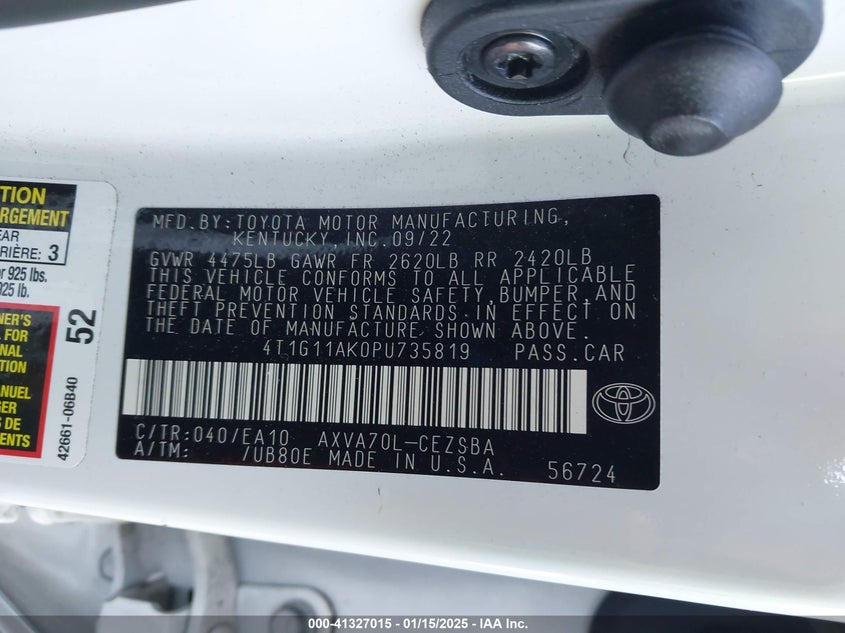 TION
RGEMENT
EAR
RIÈRE: 3
r 925 lbs.
925 lb.
NER'S
L FOR
NAL
TION
ANUEL
GER
S DE
ENTS
52
42661-06B40
MFD.BY:TOYOTA MOTOR MANUFACTURING,
KENTUCKY,INC.09/22
GVWR 4475LB GAWR FR 2620LB RR 2420LB
THIS VEHICLE CONFORMS TO ALL APPLICABLE
FEDERAL MOTOR VEHICLE SAFETY,BUMPER,AND
THEFT PREVENTION STANDARDS IN EFFECT ON
THE DATE OF MANUFACTURE SHOWN ABOVE.
4T1G11AK0PU735819 PASS.CAR
C/TR:040/EA10 AXVA70L-CEZSBA
A/TM: /UB80E MADE IN U.S.A. 56724
000-41327015 - 01/15/2025 - IAA Inc.